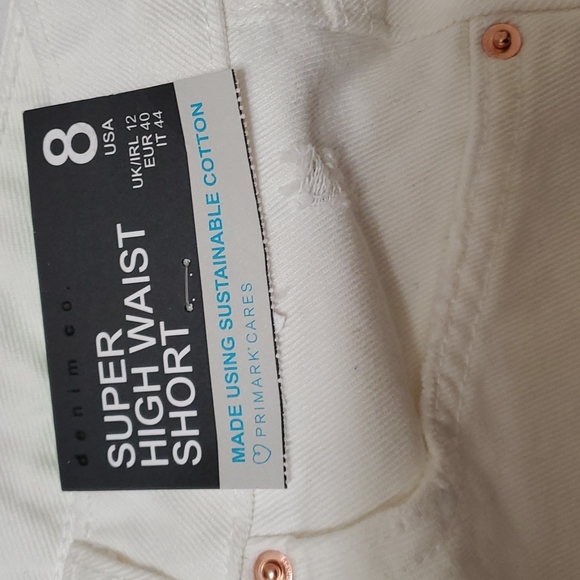 8
USA
UK/IRL 12
EUR 40
IT 44
denim co.
SUPER
HIGH WAIST
SHORT
MADE USING SUSTAINABLE COTTON
PRIMARK CARES